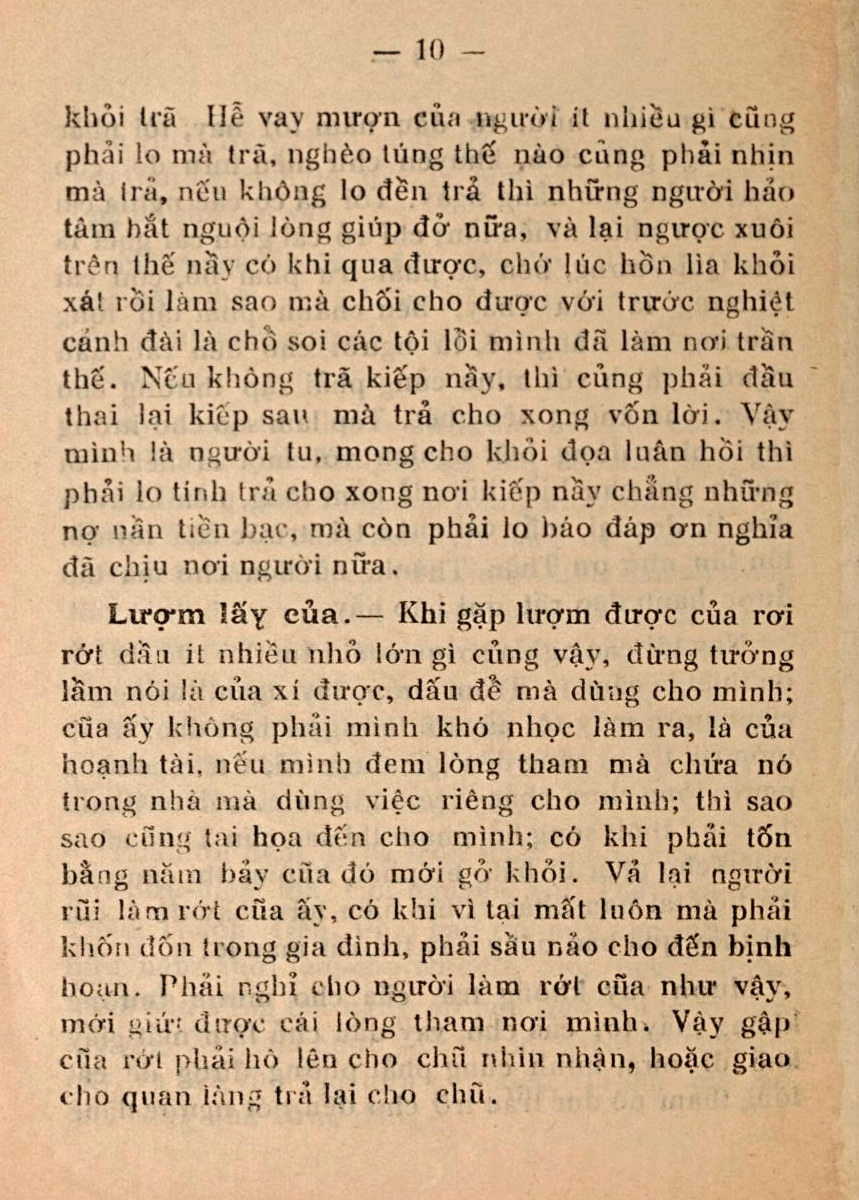 — 10 —
khỏi trã Hễ vay mượn của người ít nhiều gì cũng
phải lo mà trã, nghèo túng thế nào củng phải nhịn
mà trả, nếu không lo đền trả thì những người hảo
tâm bắt nguội lòng giúp đở nữa, và lại ngược xuôi
trên thế nầy có khi qua được, chớ lúc hồn lìa khỏi
xát rồi làm sao mà chối cho được với trước nghiệt
cảnh đài là chổ soi các tội lồi mình đã làm nơi trần
thế. Nếu không trã kiếp nầy, thì củng phải đầu
thai lại kiếp sau mà trả cho xong vốn lời. Vậy
mình là người tu, mong cho khỏi đọa luân hồi thì
phải lo tính trả cho xong nơi kiếp nầy chẳng những
nợ nần tiền bạc, mà còn phải lo báo đáp ơn nghĩa
đã chịu nơi người nữa.
Lượm lấy của.— Khi gặp lượm được của rơi
rớt dầu ít nhiều nhỏ lớn gì củng vậy, đừng tưởng
lầm nói là của xí được, dấu để mà dùng cho mình;
cũa ấy không phải mình khó nhọc làm ra, là của
hoạnh tài, nếu mình đem lòng tham mà chứa nó
trong nhà mà dùng việc riêng cho mình; thì sao
sao cũng tai họa đến cho mình; có khi phải tốn
bằng năm bảy cũa đó mới gở khỏi. Vả lại người
rũi làm rớt cũa ấy, có khi vì tại mất luôn mà phải
khốn đốn trong gia đình, phải sầu nảo cho đến bịnh
hoạn. Phải nghỉ cho người làm rớt cũa như vậy,
mới giứt được cái lòng tham nơi mình. Vậy gập
cũa rớt phải hô lên cho chũ nhìn nhận, hoặc giao
cho quan làng trả lại cho chũ.